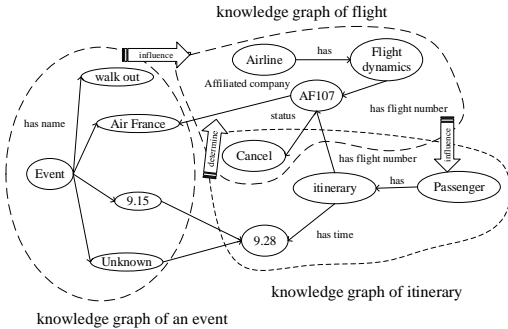 knowledge graph of flight
influence
walk out
Airline
has
Flight
dynamics
Affiliated company
AF107
has name
Air France
status
has flight number
determine
influence
Cancel
has flight number
Event
itinerary
has
Passenger
9.15
9.28
has time
Unknown
knowledge graph of itinerary
knowledge graph of an event